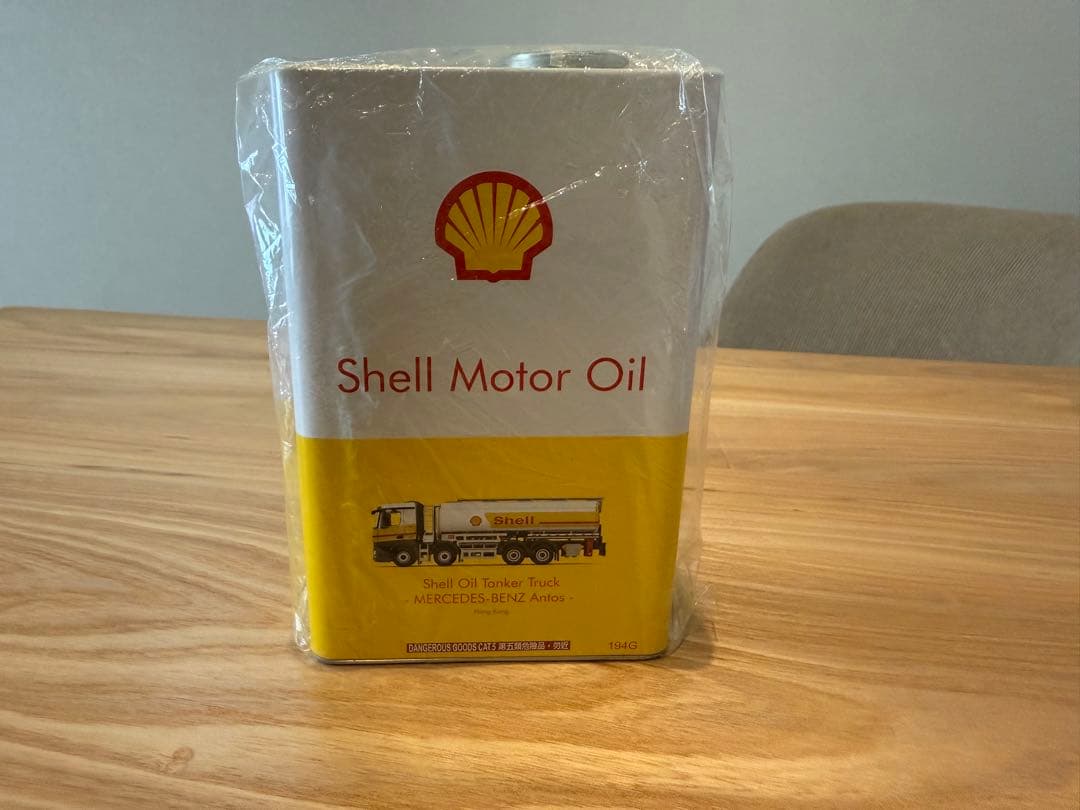 Shell Motor Oil
Shell
Shell Oil Tanker Truck
- MERCEDES-BENZ Antos -
Hong Kong
DANGEROUS GOODS CAT.5 第五類危險品，勿近
194G